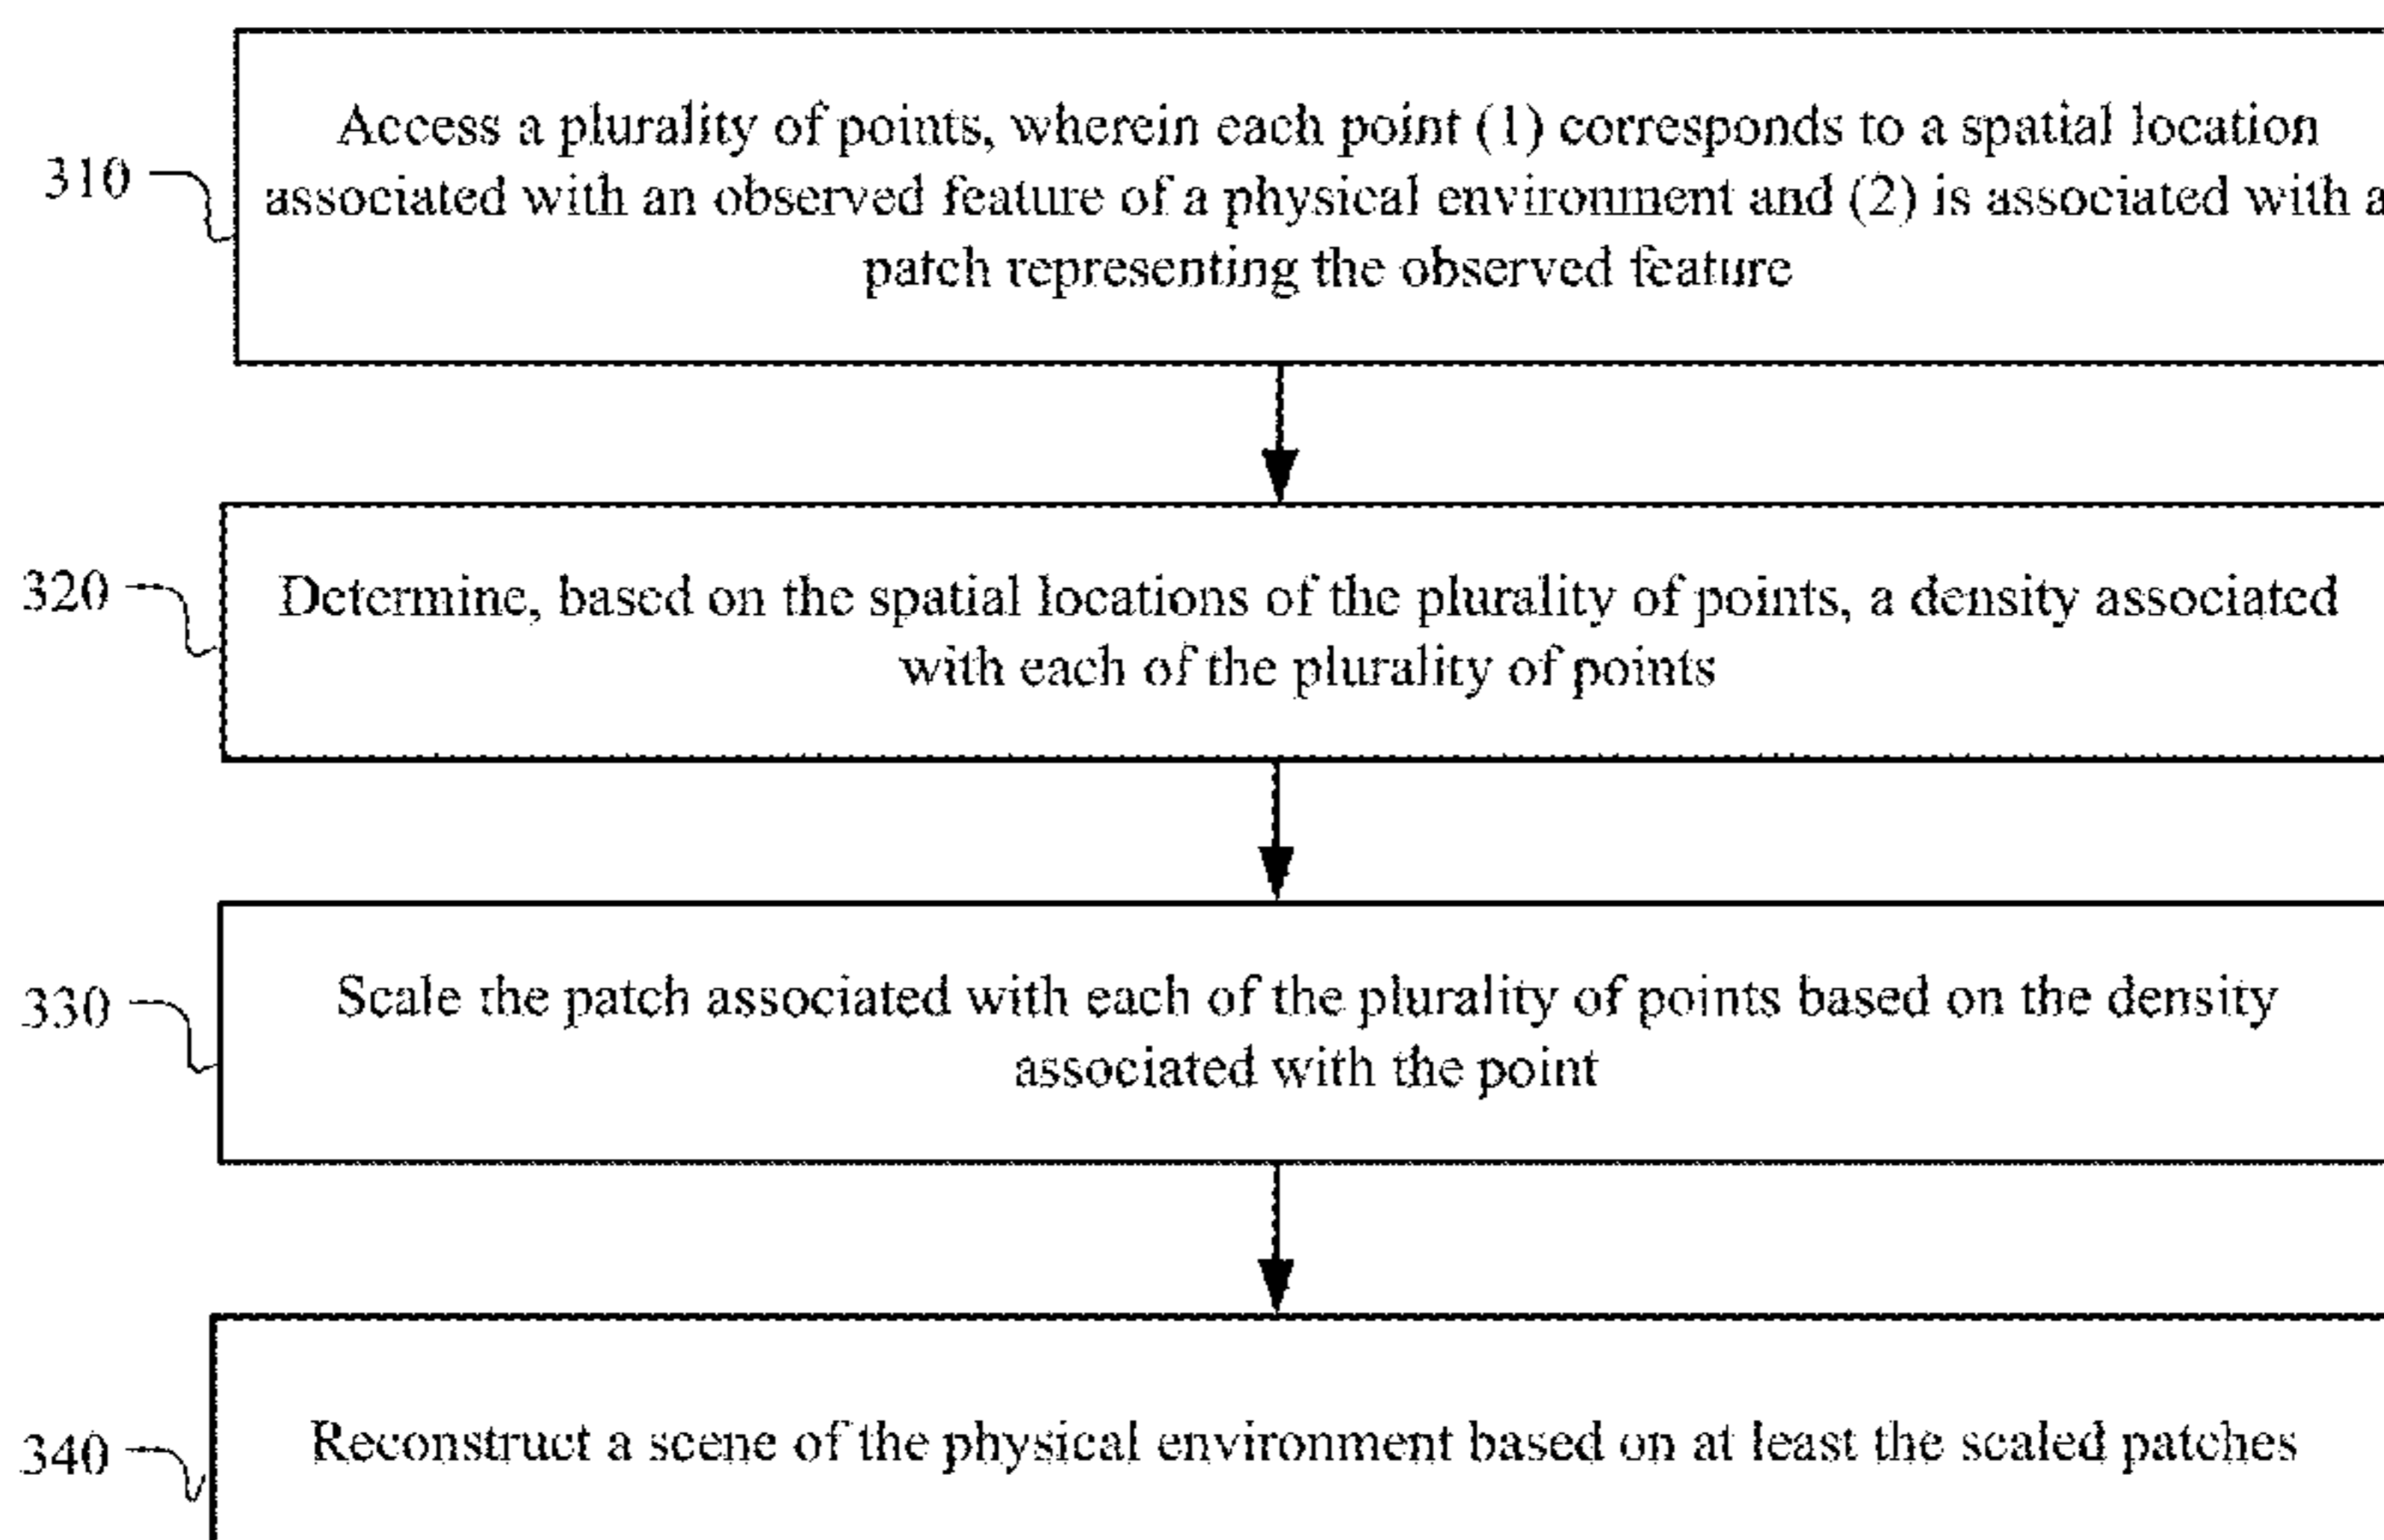 Access a plurality of points, wherein each point (1) corresponds to a spatial location
310
associated with an observed feature of a physical environment and (2) is associated with a
patch representing the observed feature
320
Determine, based on the spatial locations of the plurality of points, a density associated
with each of the plurality of points
330
Scale the patch associated with each of the plurality of points based on the density
associated with the point
340
Reconstruct a scene of the physical environment based on at least the scaled patches